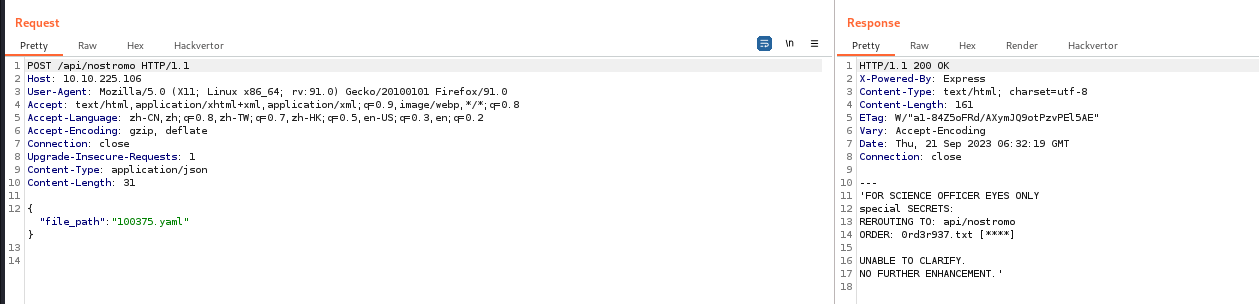 Request
Pretty Raw Hex Hackvertor
\n
1 POST /api/nostromo HTTP/1.1
2 Host: 10.10.225.106
3 User-Agent: Mozilla/5.0 (X11; Linux x86_64; rv:91.0) Gecko/20100101 Firefox/91.0
4 Accept: text/html,application/xhtml+xml,application/xml;q=0.9,image/webp,*/*;q=0.8
5 Accept-Language: zh-CN,zh;q=0.8,zh-TW;q=0.7,zh-HK;q=0.5,en-US;q=0.3,en;q=0.2
6 Accept-Encoding: gzip, deflate
7 Connection: close
8 Upgrade-Insecure-Requests: 1
9 Content-Type: application/json
10 Content-Length: 31
11
12 {
"file_path":"100375.yaml"
}
13
14
Response
Pretty Raw Hex Render Hackvertor
1 HTTP/1.1 200 OK
2 X-Powered-By: Express
3 Content-Type: text/html; charset=utf-8
4 Content-Length: 161
5 ETag: W/"a1-84Z5oFRd/AXymJQ9otPzvPEl5AE"
6 Vary: Accept-Encoding
7 Date: Thu, 21 Sep 2023 06:32:19 GMT
8 Connection: close
9
10 ---
11 'FOR SCIENCE OFFICER EYES ONLY
12 special SECRETS:
13 REROUTING TO: api/nostromo
14 ORDER: 0rd3r937.txt [****]
15
16 UNABLE TO CLARIFY.
17 NO FURTHER ENHANCEMENT.'
18